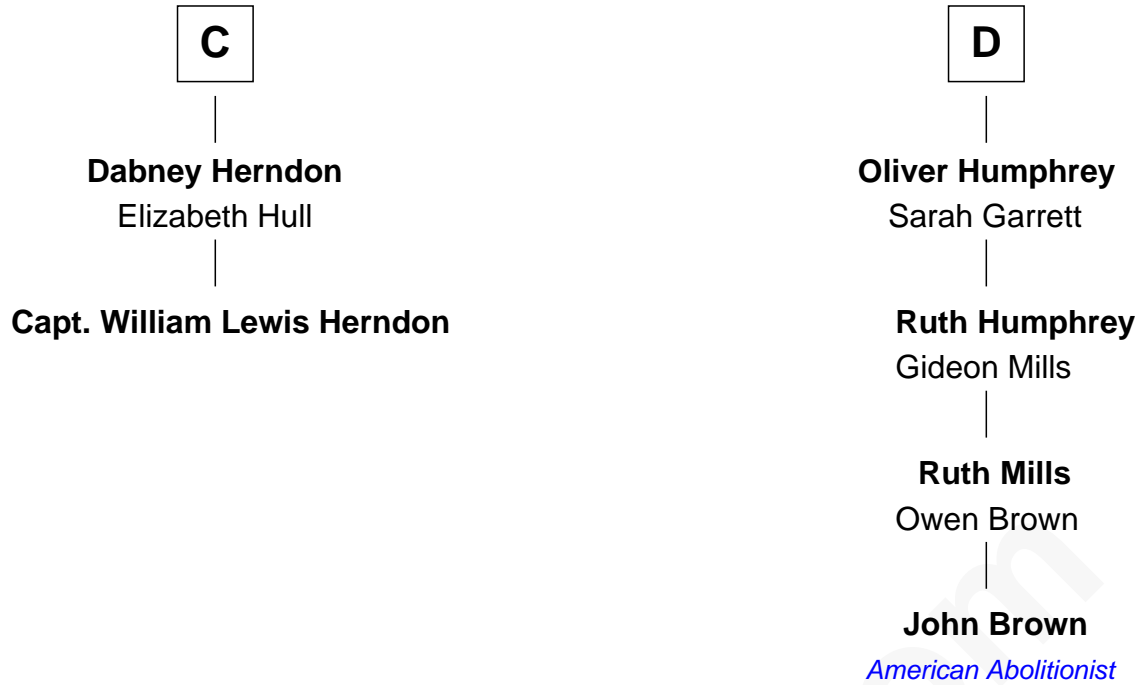 C
Dabney Herndon
Elizabeth Hull
Capt. William Lewis Herndon
D
Oliver Humphrey
Sarah Garrett
Ruth Humphrey
Gideon Mills
Ruth Mills
Owen Brown
John Brown
American Abolitionist